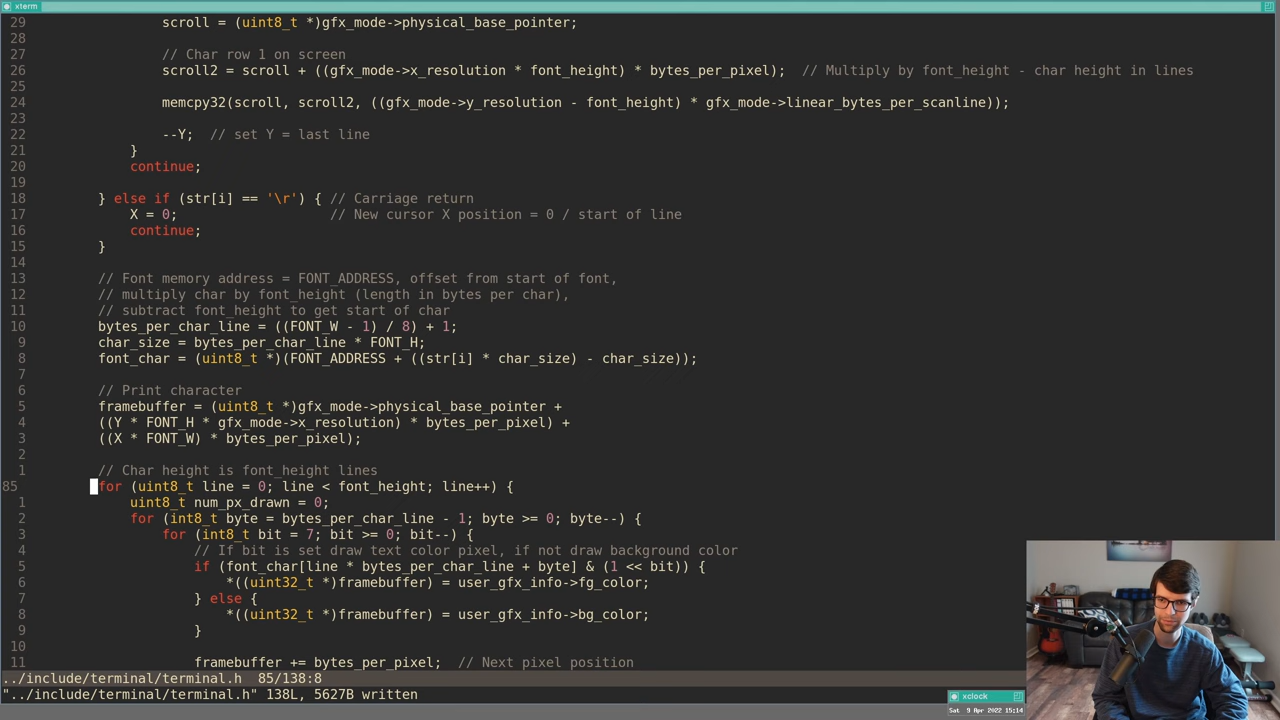 xterm
29 scroll = (uint8_t *)gfx_mode->physical_base_pointer;
28
27 // Char row 1 on screen
26 scroll2 = scroll + ((gfx_mode->x_resolution * font_height) * bytes_per_pixel); // Multiply by font_height - char height in lines
25
24 memcpy32(scroll, scroll2, ((gfx_mode->y_resolution - font_height) * gfx_mode->linear_bytes_per_scanline));
23
22 --Y; // set Y = last line
21 }
20 continue;
19
18 } else if (str[i] == '\r') { // Carriage return
17 X = 0; // New cursor X position = 0 / start of line
16 continue;
15 }
14
13 // Font memory address = FONT_ADDRESS, offset from start of font,
12 // multiply char by font_height (length in bytes per char),
11 // subtract font_height to get start of char
10 bytes_per_char_line = ((FONT_W - 1) / 8) + 1;
9 char_size = bytes_per_char_line * FONT_H;
8 font_char = (uint8_t *)(FONT_ADDRESS + ((str[i] * char_size) - char_size));
7
6 // Print character
5 framebuffer = (uint8_t *)gfx_mode->physical_base_pointer +
4 ((Y * FONT_H * gfx_mode->x_resolution) * bytes_per_pixel) +
3 ((X * FONT_W) * bytes_per_pixel);
2
1 // Char height is font_height lines
85 for (uint8_t line = 0; line < font_height; line++) {
1 uint8_t num_px_drawn = 0;
2 for (int8_t byte = bytes_per_char_line - 1; byte >= 0; byte--) {
3 for (int8_t bit = 7; bit >= 0; bit--) {
4 // If bit is set draw text color pixel, if not draw background color
5 if (font_char[line * bytes_per_char_line + byte] & (1 << bit)) {
6 *((uint32_t *)framebuffer) = user_gfx_info->fg_color;
7 } else {
8 *((uint32_t *)framebuffer) = user_gfx_info->bg_color;
9 }
10
11 framebuffer += bytes_per_pixel; // Next pixel position
../include/terminal/terminal.h 85/138:8
"../include/terminal/terminal.h" 138L, 5627B written
xclock
Sat 9 Apr 2022 15:14